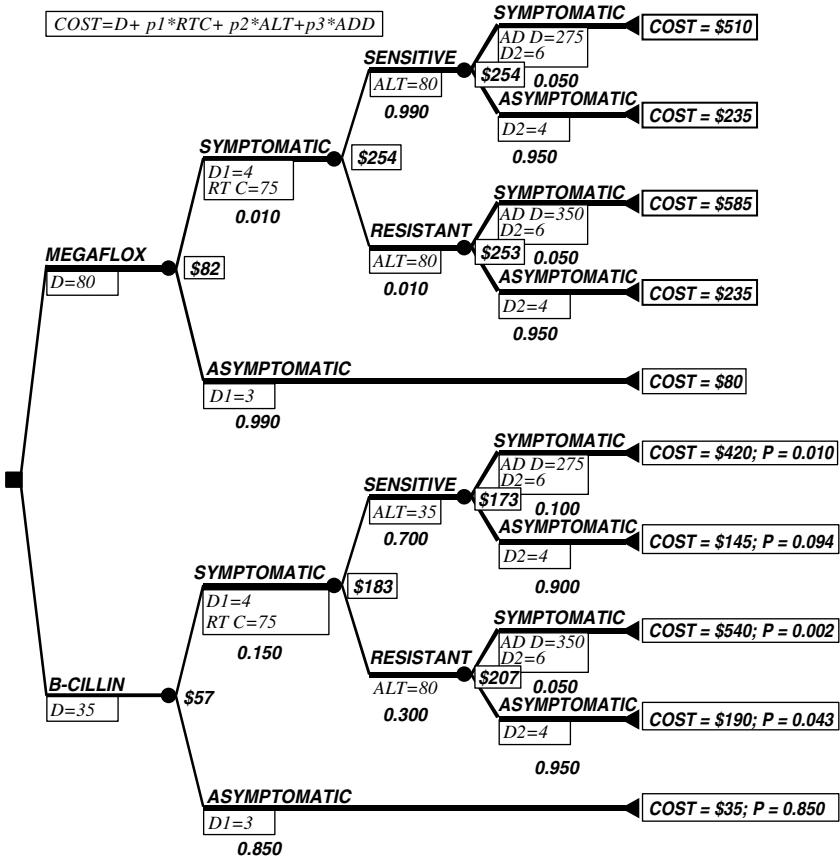 COST=D+ p1*RTC+ p2*ALT+p3*ADD
SYMPTOMATIC
AD D=275
D2=6
0.050
COST = $510
SENSITIVE
ALT=80
0.990
$254
ASYMPTOMATIC
D2=4
0.950
COST = $235
SYMPTOMATIC
D1=4
RT C=75
0.010
$254
SYMPTOMATIC
AD D=350
D2=6
0.050
COST = $585
RESISTANT
ALT=80
0.010
$253
ASYMPTOMATIC
D2=4
0.950
COST = $235
MEGAFLOX
D=80
$82
ASYMPTOMATIC
D1=3
0.990
COST = $80
SYMPTOMATIC
AD D=275
D2=6
0.100
COST = $420; P = 0.010
SENSITIVE
ALT=35
0.700
$173
ASYMPTOMATIC
D2=4
0.900
COST = $145; P = 0.094
SYMPTOMATIC
D1=4
RT C=75
0.150
$183
SYMPTOMATIC
AD D=350
D2=6
0.050
COST = $540; P = 0.002
RESISTANT
ALT=80
0.300
$207
ASYMPTOMATIC
D2=4
0.950
COST = $190; P = 0.043
B-CILLIN
D=35
$57
ASYMPTOMATIC
D1=3
0.850
COST = $35; P = 0.850